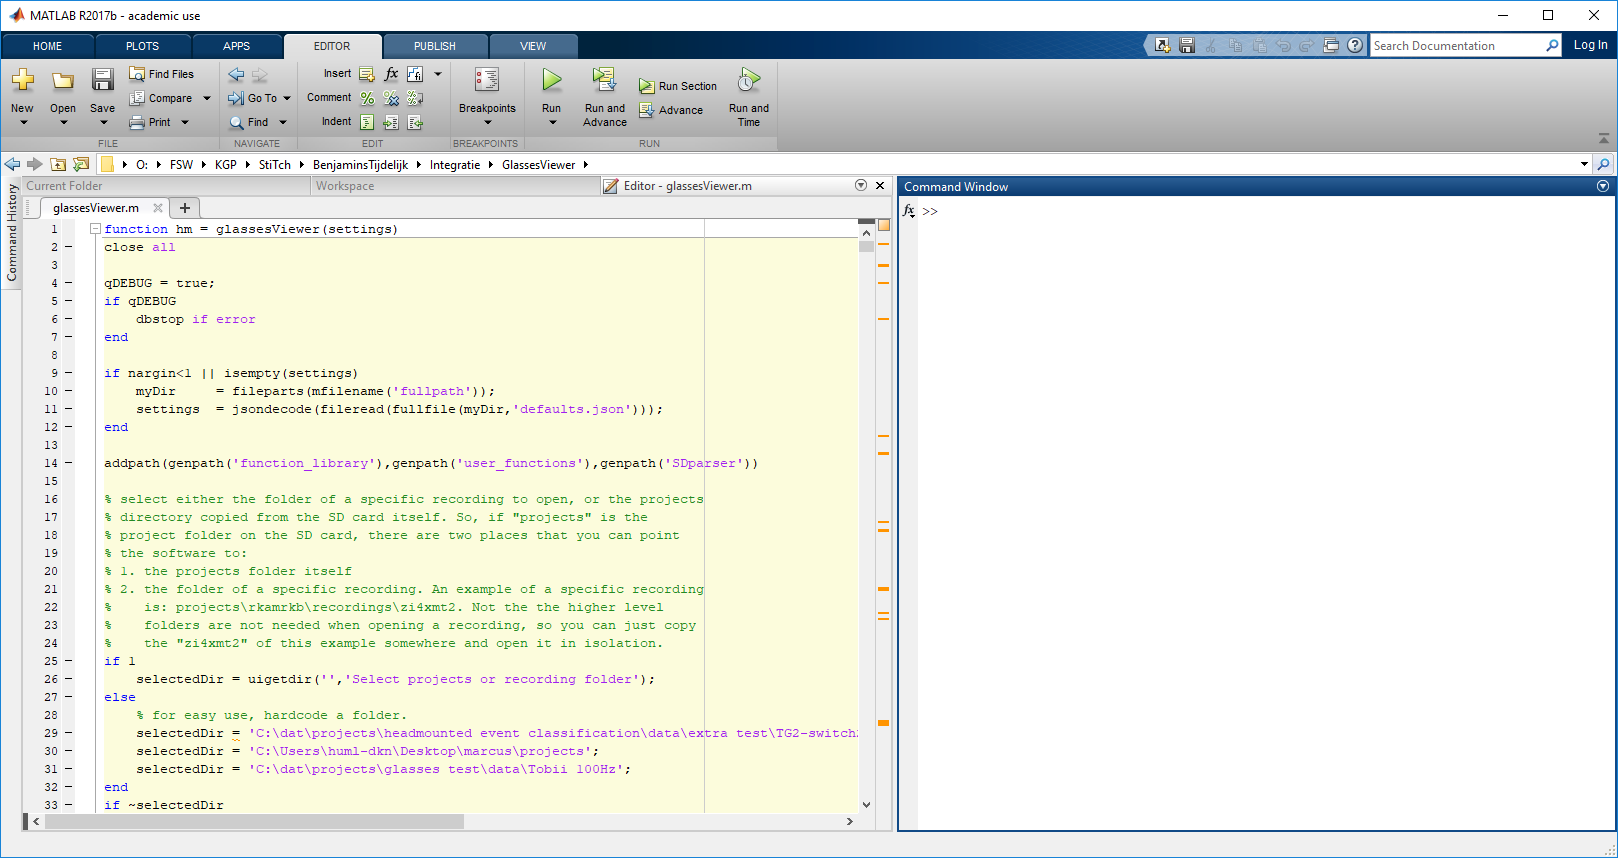 MATLAB R2017b - academic use
HOME PLOTS APPS EDITOR PUBLISH VIEW
Search Documentation
Log In
New
Open
Save
Find Files
Compare
Print
FILE
Go To
Find
NAVIGATE
Insert
Comment
Indent
EDIT
Breakpoints
BREAKPOINTS
Run
Run and
Advance
Run Section
Advance
Run and
Time
RUN
O: FSW KGP StiTch BenjaminsTijdelijk Integratie GlassesViewer
Command History
Current Folder
Workspace
Editor - glassesViewer.m
glassesViewer.m
1 function hm = glassesViewer(settings)
2 close all
3
4 qDEBUG = true;
5 if qDEBUG
6 dbstop if error
7 end
8
9 if nargin<1 || isempty(settings)
10 myDir = fileparts(mfilename('fullpath'));
11 settings = jsondecode(fileread(fullfile(myDir,'defaults.json')));
12 end
13
14 addpath(genpath('function_library'),genpath('user_functions'),genpath('SDparser'))
15
16 % select either the folder of a specific recording to open, or the projects
17 % directory copied from the SD card itself. So, if "projects" is the
18 % project folder on the SD card, there are two places that you can point
19 % the software to:
20 % 1. the projects folder itself
21 % 2. the folder of a specific recording. An example of a specific recording
22 % is: projects\rkamrkb\recordings\zi4xmt2. Not the the higher level
23 % folders are not needed when opening a recording, so you can just copy
24 % the "zi4xmt2" of this example somewhere and open it in isolation.
25 if 1
26 selectedDir = uigetdir('','Select projects or recording folder');
27 else
28 % for easy use, hardcode a folder.
29 selectedDir = 'C:\dat\projects\headmounted event classification\data\extra test\TG2-switch
30 selectedDir = 'C:\Users\huml-dkn\Desktop\marcus\projects';
31 selectedDir = 'C:\dat\projects\glasses test\data\Tobii 100Hz';
32 end
33 if ~selectedDir
Command Window
fx >>